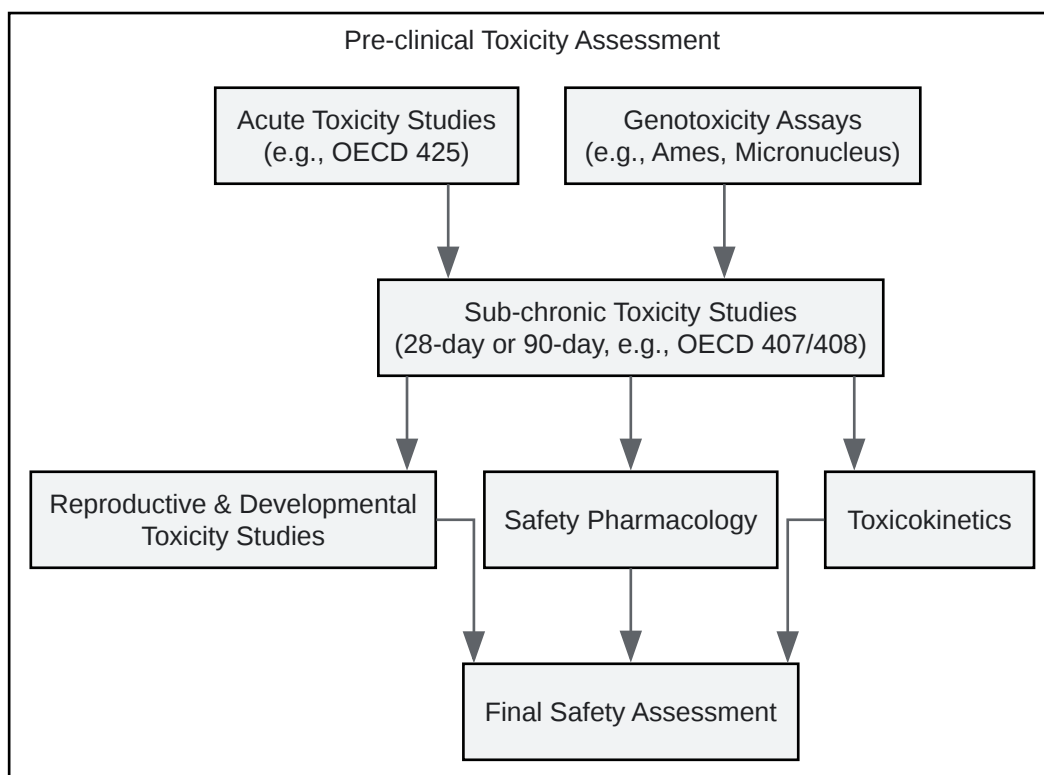 Pre-clinical Toxicity Assessment
Acute Toxicity Studies
(e.g., OECD 425)
Genotoxicity Assays
(e.g., Ames, Micronucleus)
Sub-chronic Toxicity Studies
(28-day or 90-day, e.g., OECD 407/408)
Reproductive & Developmental
Toxicity Studies
Safety Pharmacology
Toxicokinetics
Final Safety Assessment